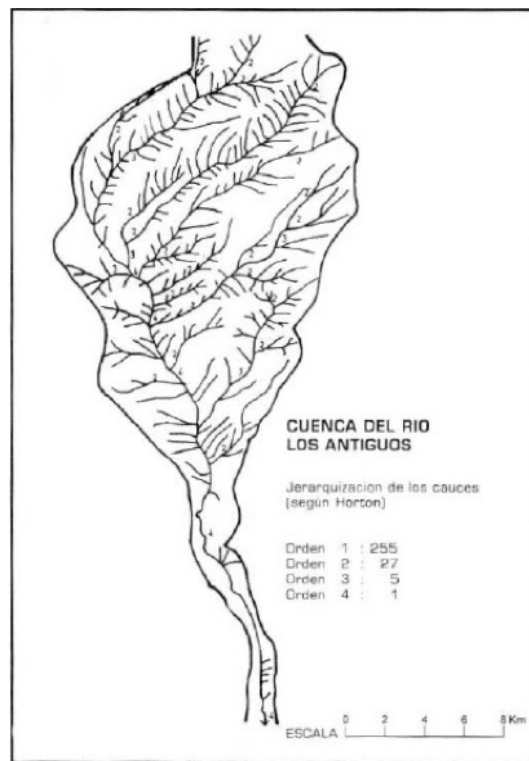 CUENCA DEL RIO
LOS ANTIGUOS
Jerarquizacion de los cauces
(según Horton)
Orden 1 : 255
Orden 2 : 27
Orden 3 : 5
Orden 4 : 1
ESCALA 0 2 4 6 8 Km